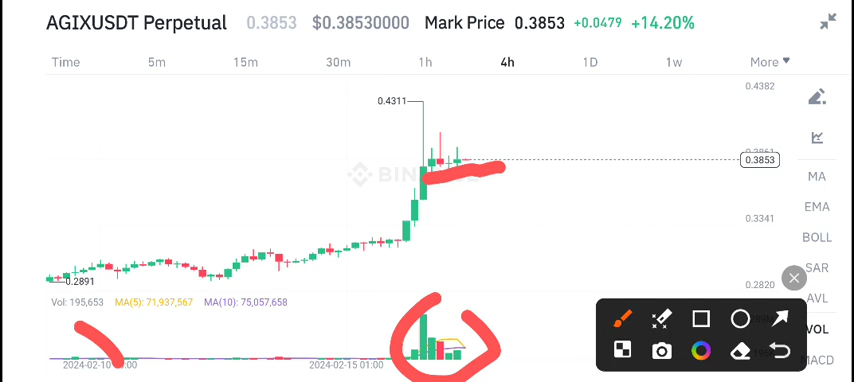 AGIXUSDT Perpetual 0.3853 $0.38530000 Mark Price 0.3853 +0.0479 +14.20%
Time 5m 15m 30m 1h 4h 1D 1w More
0.4382
0.4311
0.3853
MA
EMA
0.3341
BOLL
SAR
0.2891
0.2820
AVL
Vol: 195,653 MA(5): 71,937,567 MA(10): 75,057,658
VOL
MACD
2024-02-15 01:00